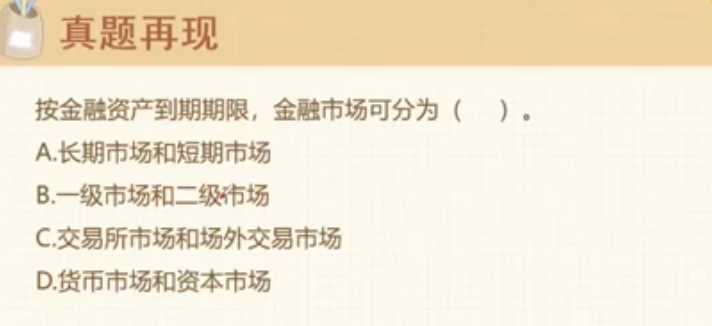 真题再现
按金融资产到期期限，金融市场可分为（　　）。
A.长期市场和短期市场
B.一级市场和二级市场
C.交易所市场和场外交易市场
D.货币市场和资本市场